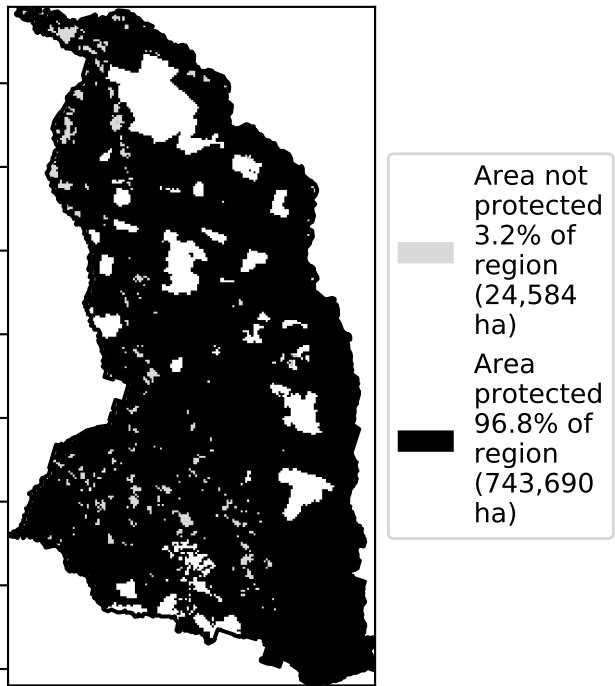 Area not
protected
3.2% of
region
(24,584
ha)
Area
protected
96.8% of
region
(743,690
ha)